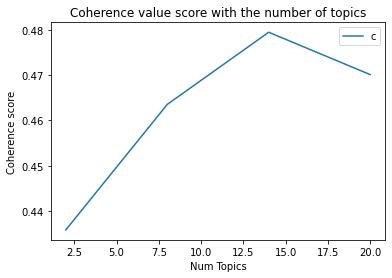 Coherence value score with the number of topics
c
Coherence score
0.48
0.47
0.46
0.45
0.44
2.5 5.0 7.5 10.0 12.5 15.0 17.5 20.0
Num Topics